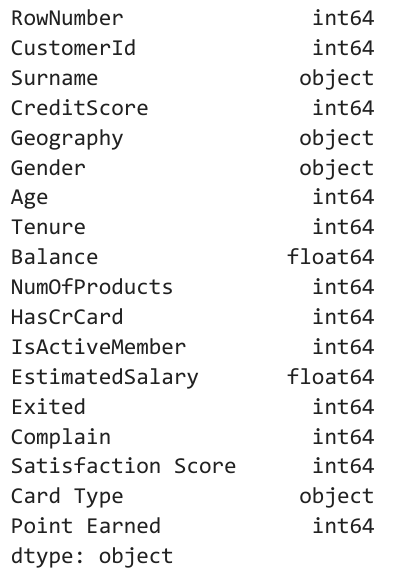 RowNumber int64
CustomerId int64
Surname object
CreditScore int64
Geography object
Gender object
Age int64
Tenure int64
Balance float64
NumOfProducts int64
HasCrCard int64
IsActiveMember int64
EstimatedSalary float64
Exited int64
Complain int64
Satisfaction Score int64
Card Type object
Point Earned int64
dtype: object